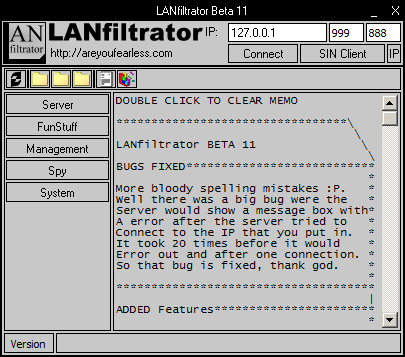 LANfiltrator Beta 11
_ X
AN
filtrator
LANfiltrator
IP: 127.0.0.1 999 888
http://areyoufearless.com
Connect SIN Client IP
Server
FunStuff
Management
Spy
System
DOUBLE CLICK TO CLEAR MEMO
*********************************\
\
LANfiltrator BETA 11 \
\
BUGS FIXED***************************
*
More bloody spelling mistakes :P. *
Well there was a big bug were the *
Server would show a message box with*
A error after the server tried to *
Connect to the IP that you put in. *
It took 20 times before it would *
Error out and after one connection. *
So that bug is fixed, thank god. *
*
*************************************
|
ADDED Features***********************
*
Version